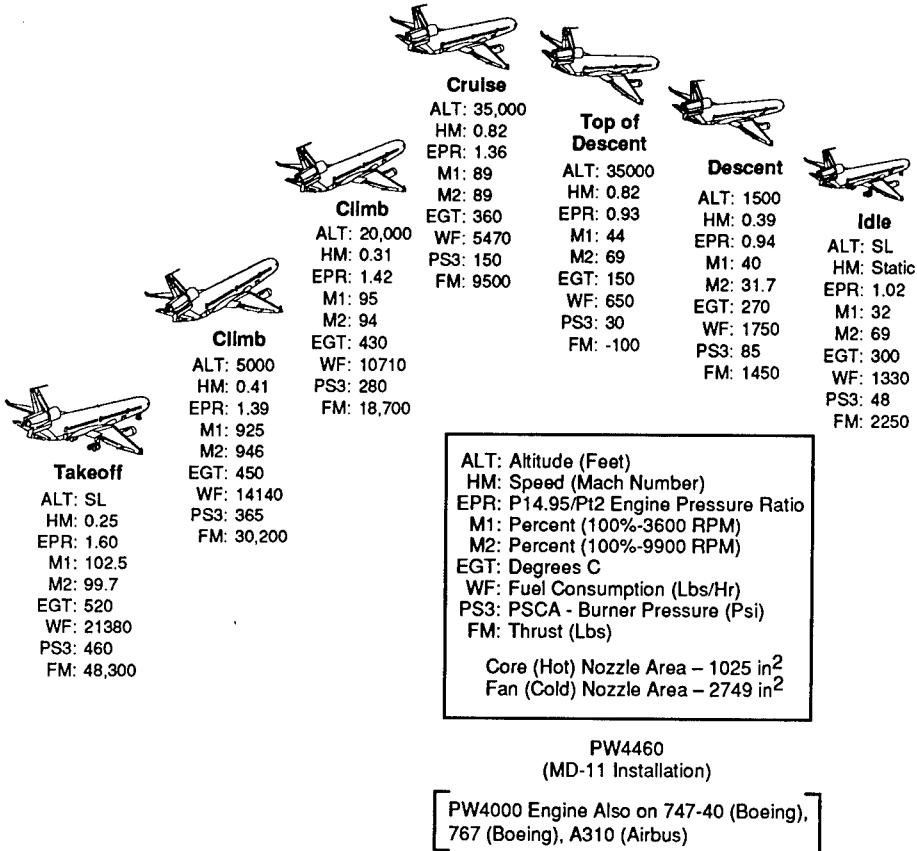 Takeoff
ALT: SL
HM: 0.25
EPR: 1.60
M1: 102.5
M2: 99.7
EGT: 520
WF: 21380
PS3: 460
FM: 48,300
Climb
ALT: 5000
HM: 0.41
EPR: 1.39
M1: 925
M2: 946
EGT: 450
WF: 14140
PS3: 365
FM: 30,200
Climb
ALT: 20,000
HM: 0.31
EPR: 1.42
M1: 95
M2: 94
EGT: 430
WF: 10710
PS3: 280
FM: 18,700
Cruise
ALT: 35,000
HM: 0.82
EPR: 1.36
M1: 89
M2: 89
EGT: 360
WF: 5470
PS3: 150
FM: 9500
Top of
Descent
ALT: 35000
HM: 0.82
EPR: 0.93
M1: 44
M2: 69
EGT: 150
WF: 650
PS3: 30
FM: -100
Descent
ALT: 1500
HM: 0.39
EPR: 0.94
M1: 40
M2: 31.7
EGT: 270
WF: 1750
PS3: 85
FM: 1450
Idle
ALT: SL
HM: Static
EPR: 1.02
M1: 32
M2: 69
EGT: 300
WF: 1330
PS3: 48
FM: 2250
ALT: Altitude (Feet)
HM: Speed (Mach Number)
EPR: P14.95/Pt2 Engine Pressure Ratio
M1: Percent (100%-3600 RPM)
M2: Percent (100%-9900 RPM)
EGT: Degrees C
WF: Fuel Consumption (Lbs/Hr)
PS3: PSCA - Burner Pressure (Psi)
FM: Thrust (Lbs)
Core (Hot) Nozzle Area – 1025 in²
Fan (Cold) Nozzle Area – 2749 in²
PW4460
(MD-11 Installation)
PW4000 Engine Also on 747-40 (Boeing),
767 (Boeing), A310 (Airbus)